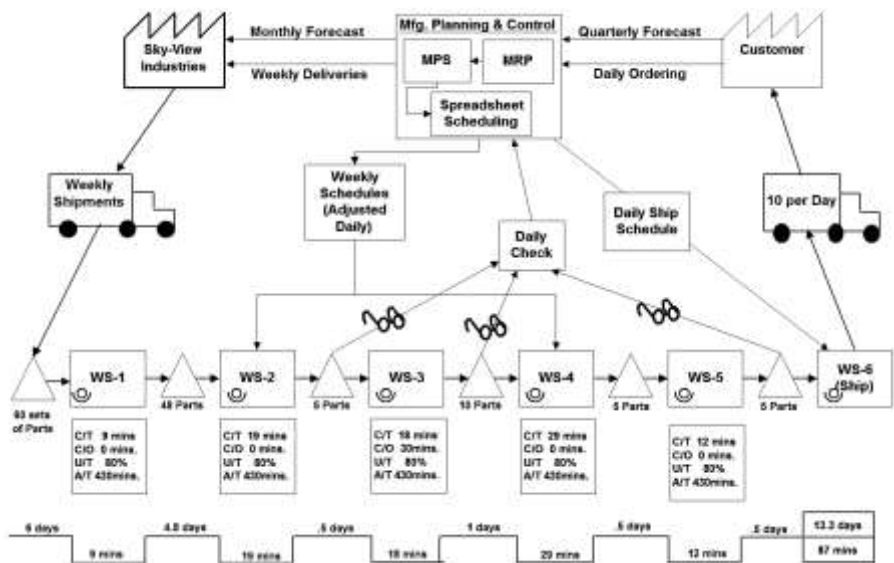 Sky-View
Industries
Monthly Forecast
Weekly Deliveries
Mfg. Planning & Control
MPS
MRP
Spreadsheet
Scheduling
Quarterly Forecast
Daily Ordering
Customer
Weekly
Shipments
Weekly
Schedules
(Adjusted
Daily)
Daily
Check
Daily Ship
Schedule
10 per Day
WS-1
WS-2
WS-3
WS-4
WS-5
WS-6
(Ship)
60 sets
of Parts
48 Parts
5 Parts
10 Parts
5 Parts
5 Parts
C/T 9 mins
C/O 0 mins.
U/T 80%
A/T 430mins.
C/T 19 mins
C/O 0 mins.
U/T 80%
A/T 430mins.
C/T 18 mins
C/O 30mins.
U/T 80%
A/T 430mins.
C/T 29 mins
C/O 0 mins.
U/T 80%
A/T 430mins.
C/T 12 mins
C/O 0 mins.
U/T 80%
A/T 430mins.
6 days
4.8 days
.5 days
1 days
.5 days
.5 days
13.3 days
9 mins
19 mins
18 mins
29 mins
12 mins
87 mins